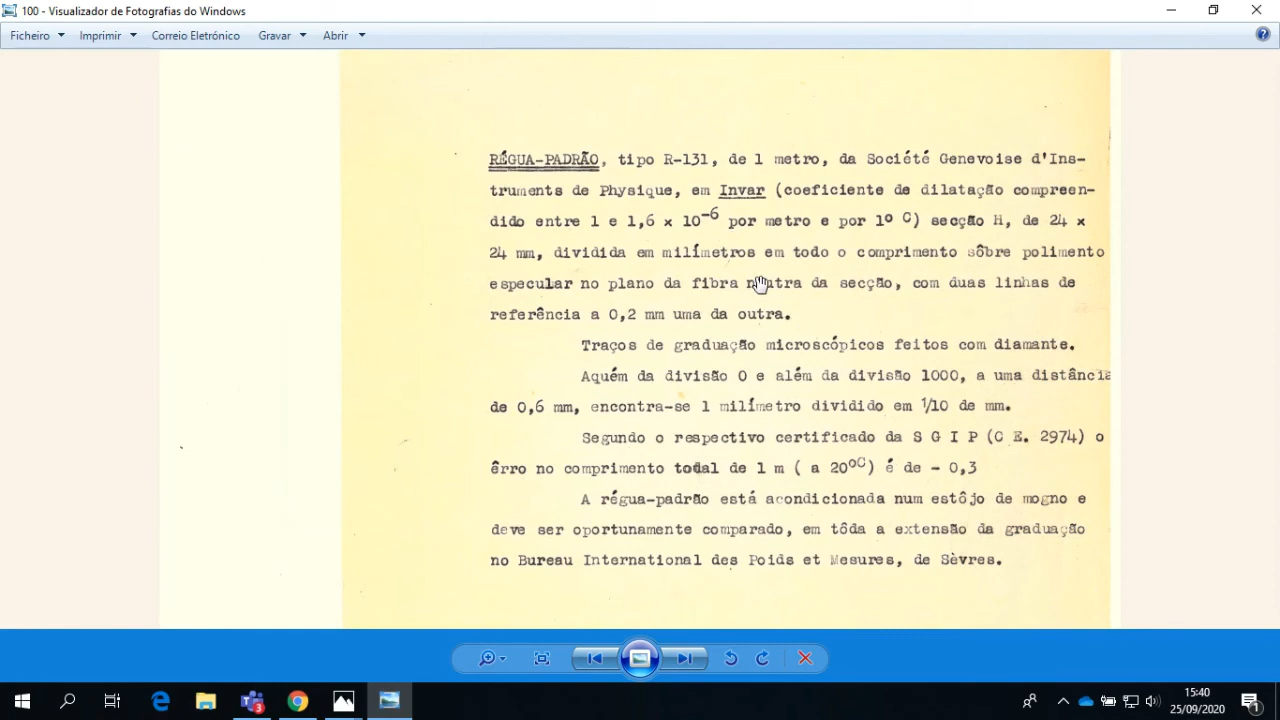 100 - Visualizador de Fotografias do Windows
Ficheiro Imprimir Correio Eletrónico Gravar Abrir
RÉGUA-PADRÃO, tipo R-131, de 1 metro, da Société Genevoise d'Ins-
truments de Physique, em Invar (coeficiente de dilatação compreen-
dido entre 1 e 1,6 x 10⁻⁶ por metro e por 1º C) secção H, de 24 x
24 mm, dividida em milímetros em todo o comprimento sôbre polimento
especular no plano da fibra neutra da secção, com duas linhas de
referência a 0,2 mm uma da outra.
Traços de graduação microscópicos feitos com diamante.
Aquém da divisão 0 e além da divisão 1000, a uma distância
de 0,6 mm, encontra-se 1 milímetro dividido em 1/10 de mm.
Segundo o respectivo certificado da S G I P (C E. 2974) o
êrro no comprimento total de 1 m ( a 20ºC) é de - 0,3
A régua-padrão está acondicionada num estôjo de mogno e
deve ser oportunamente comparado, em tôda a extensão da graduação
no Bureau International des Poids et Mesures, de Sèvres.
3
15:40
25/09/2020
1